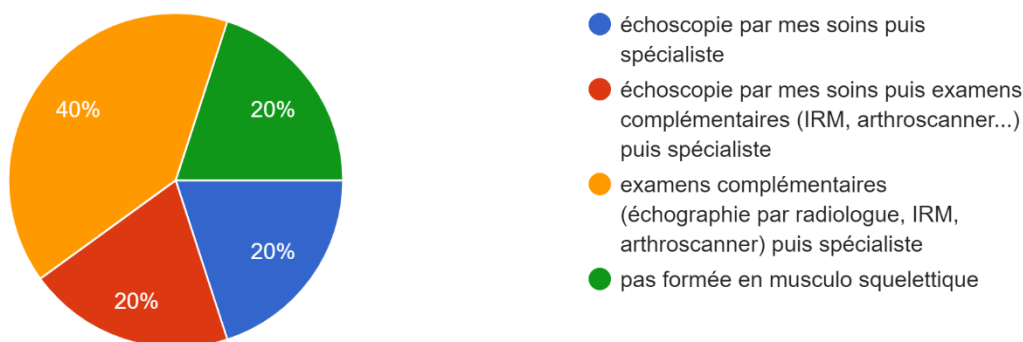 40%
20%
20%
20%
échoscopie par mes soins puis
spécialiste
échoscopie par mes soins puis examens
complémentaires (IRM, arthroscanner...)
puis spécialiste
examens complémentaires
(échographie par radiologue, IRM,
arthroscanner) puis spécialiste
pas formée en musculo squelettique